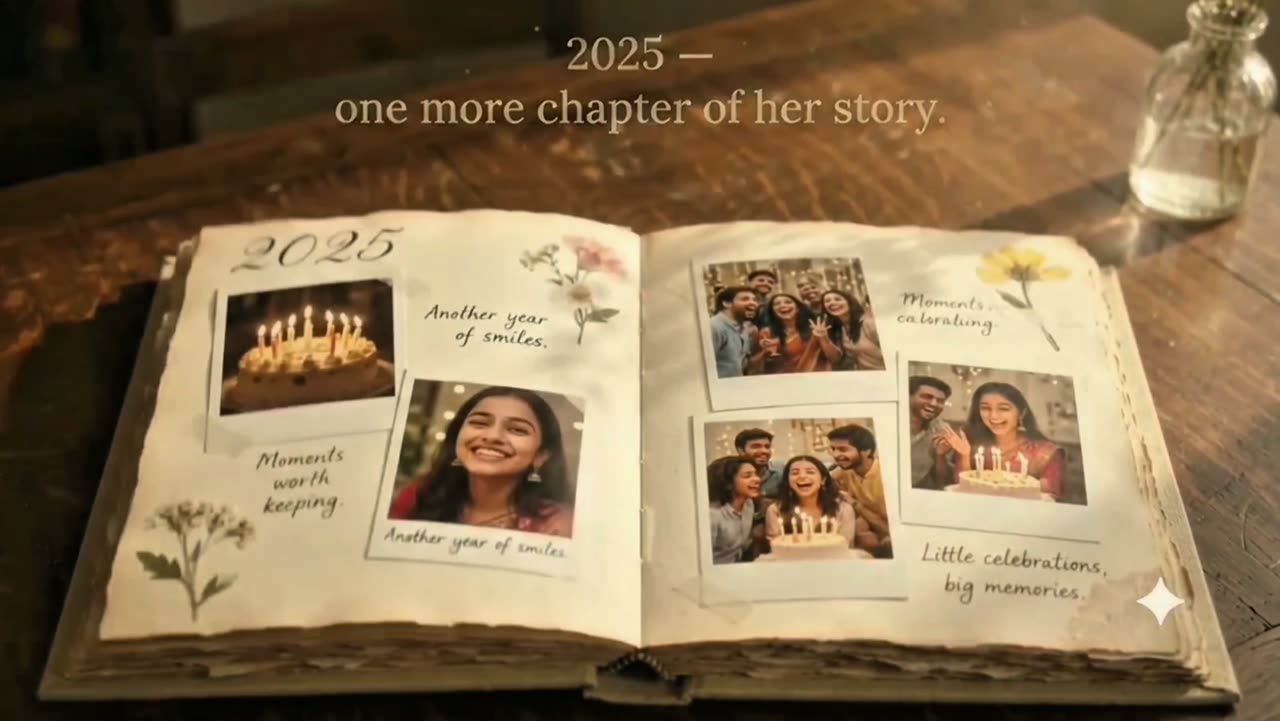 2025 —
one more chapter of her story.
2025
Another year
of smiles.
Moments
worth
keeping.
Another year of smiles.
Moments...
Little celebrations,
big memories.